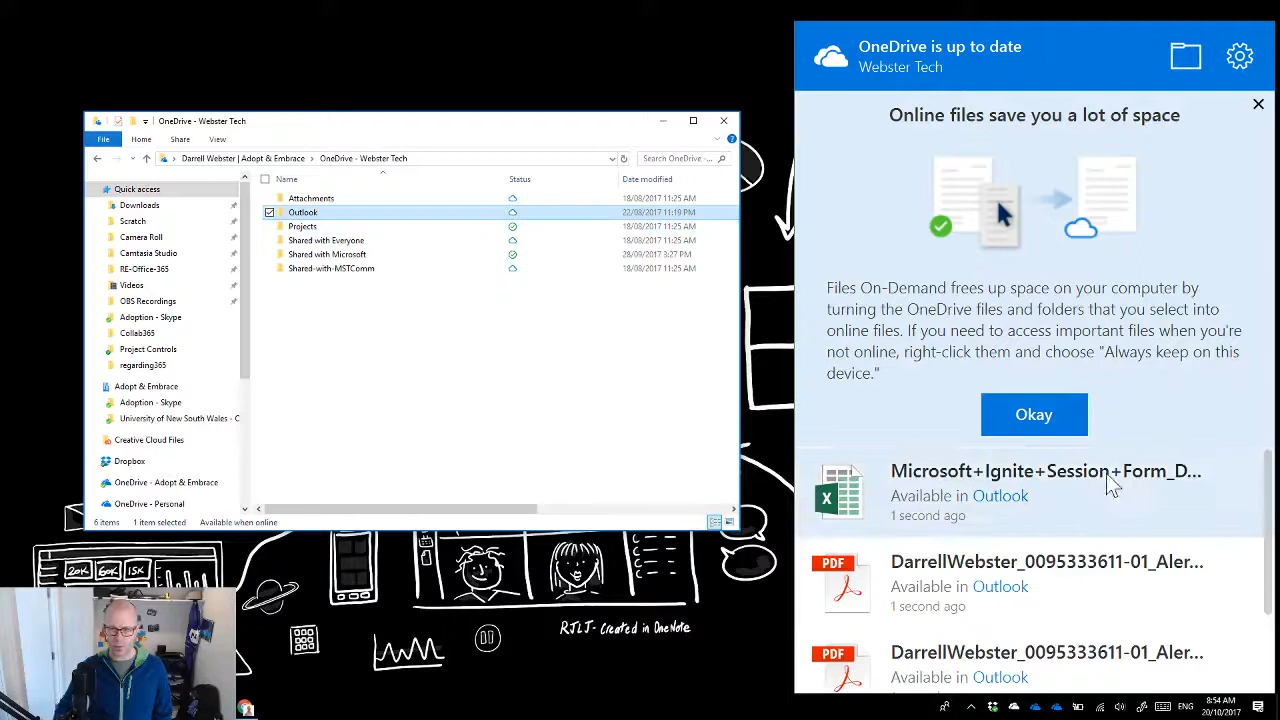 OneDrive - Webster Tech
File Home Share View
Darrell Webster | Adopt & Embrace > OneDrive - Webster Tech
Search OneDrive -...
Name Status Date modified
Attachments 18/08/2017 11:25 AM
Outlook 22/08/2017 11:19 PM
Projects 18/08/2017 11:25 AM
Shared with Everyone 18/08/2017 11:25 AM
Shared with Microsoft 28/09/2017 3:27 PM
Shared-with-MSTComm 18/08/2017 11:25 AM
Quick access
Downloads
Scratch
Camera Roll
Camtasia Studio
RE-Office-365
Videos
OBS Recordings
Adoption - Skype
Collab365
Project Controls
regarding365
Adopt & Embrace
Adoption - Skype
University of New South Wales - C
Creative Cloud Files
Dropbox
OneDrive - Adopt & Embrace
OneDrive - Personal
6 items 1 item selected Available when online
OneDrive is up to date
Webster Tech
Online files save you a lot of space
Files On-Demand frees up space on your computer by
turning the OneDrive files and folders that you select into
online files. If you need to access important files when you're
not online, right-click them and choose "Always keep on this
device."
Okay
Microsoft+Ignite+Session+Form_D...
Available in Outlook
1 second ago
DarrellWebster_0095333611-01_Aler...
Available in Outlook
1 second ago
DarrellWebster_0095333611-01_Aler...
Available in Outlook
PDF
PDF
20K 60K 15K
RJLJ- Created in OneNote
ENG
8:54 AM
20/10/2017